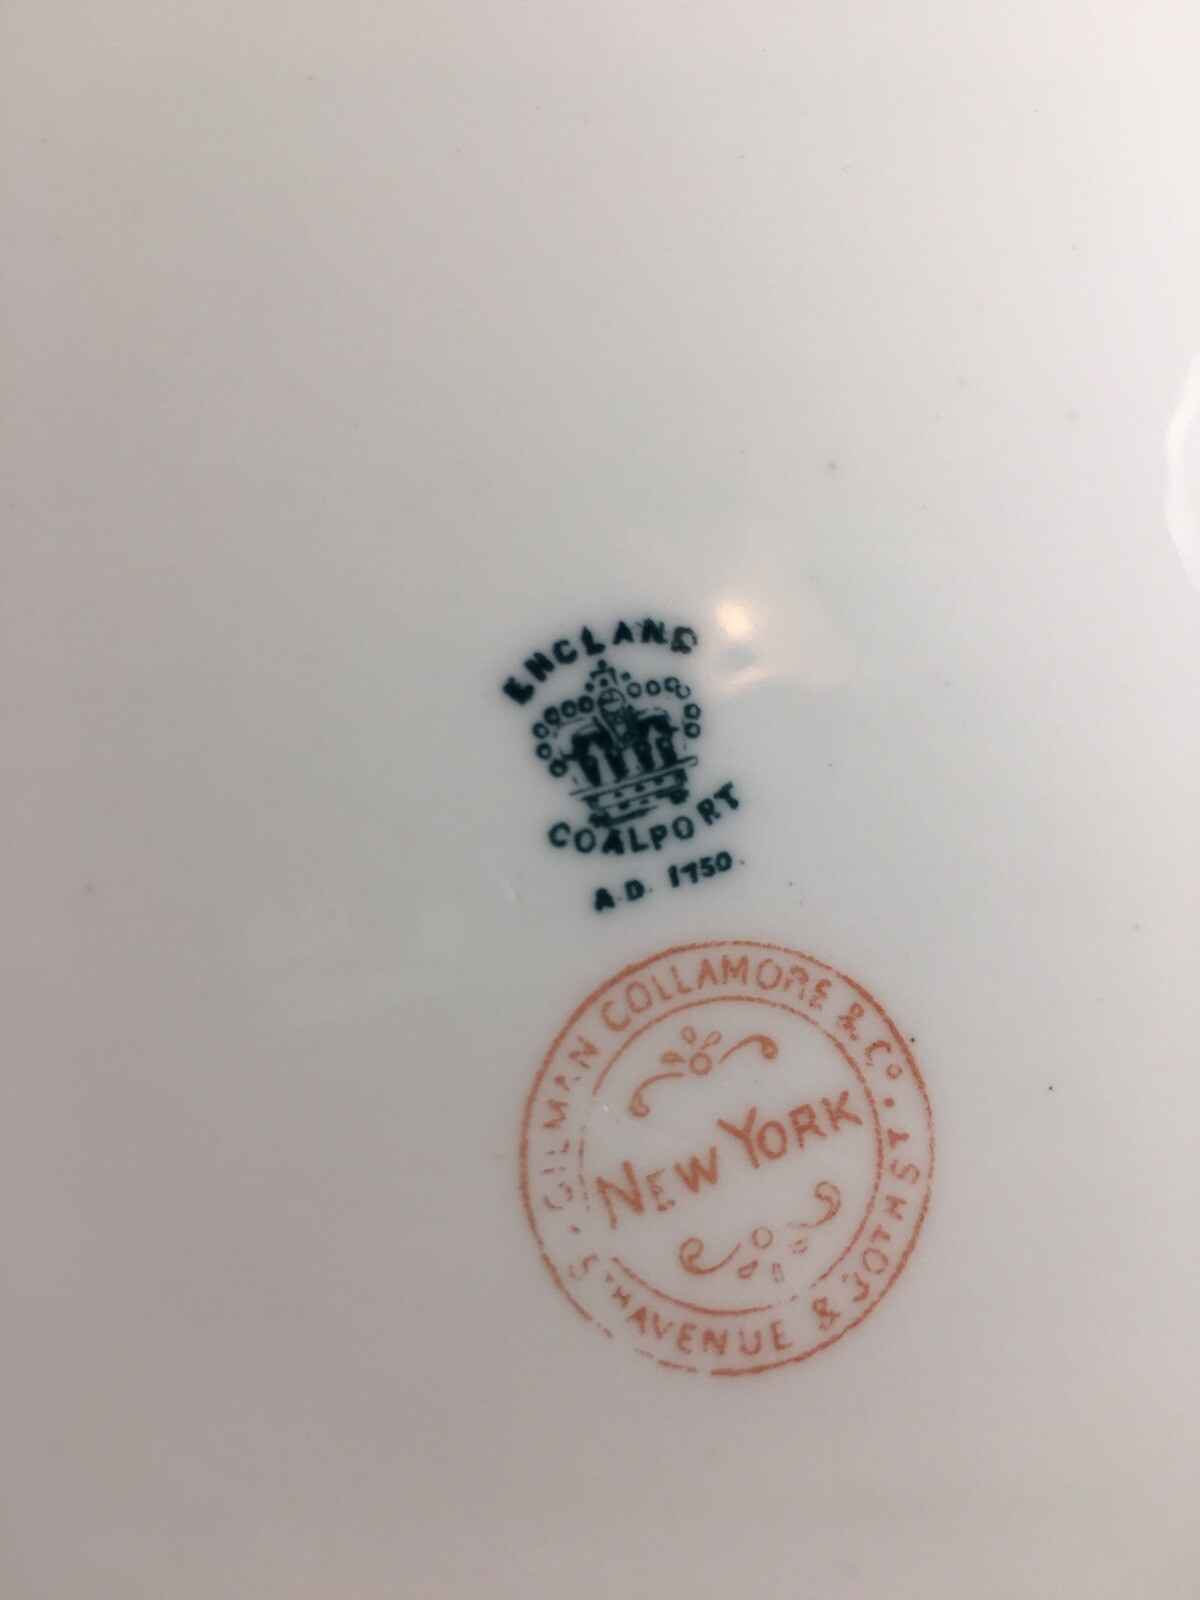 ENGLAND
COALPORT
A.D. 1750.
GILMAN COLLAMORE & Co.
5TH AVENUE & 30TH ST.
NEW YORK